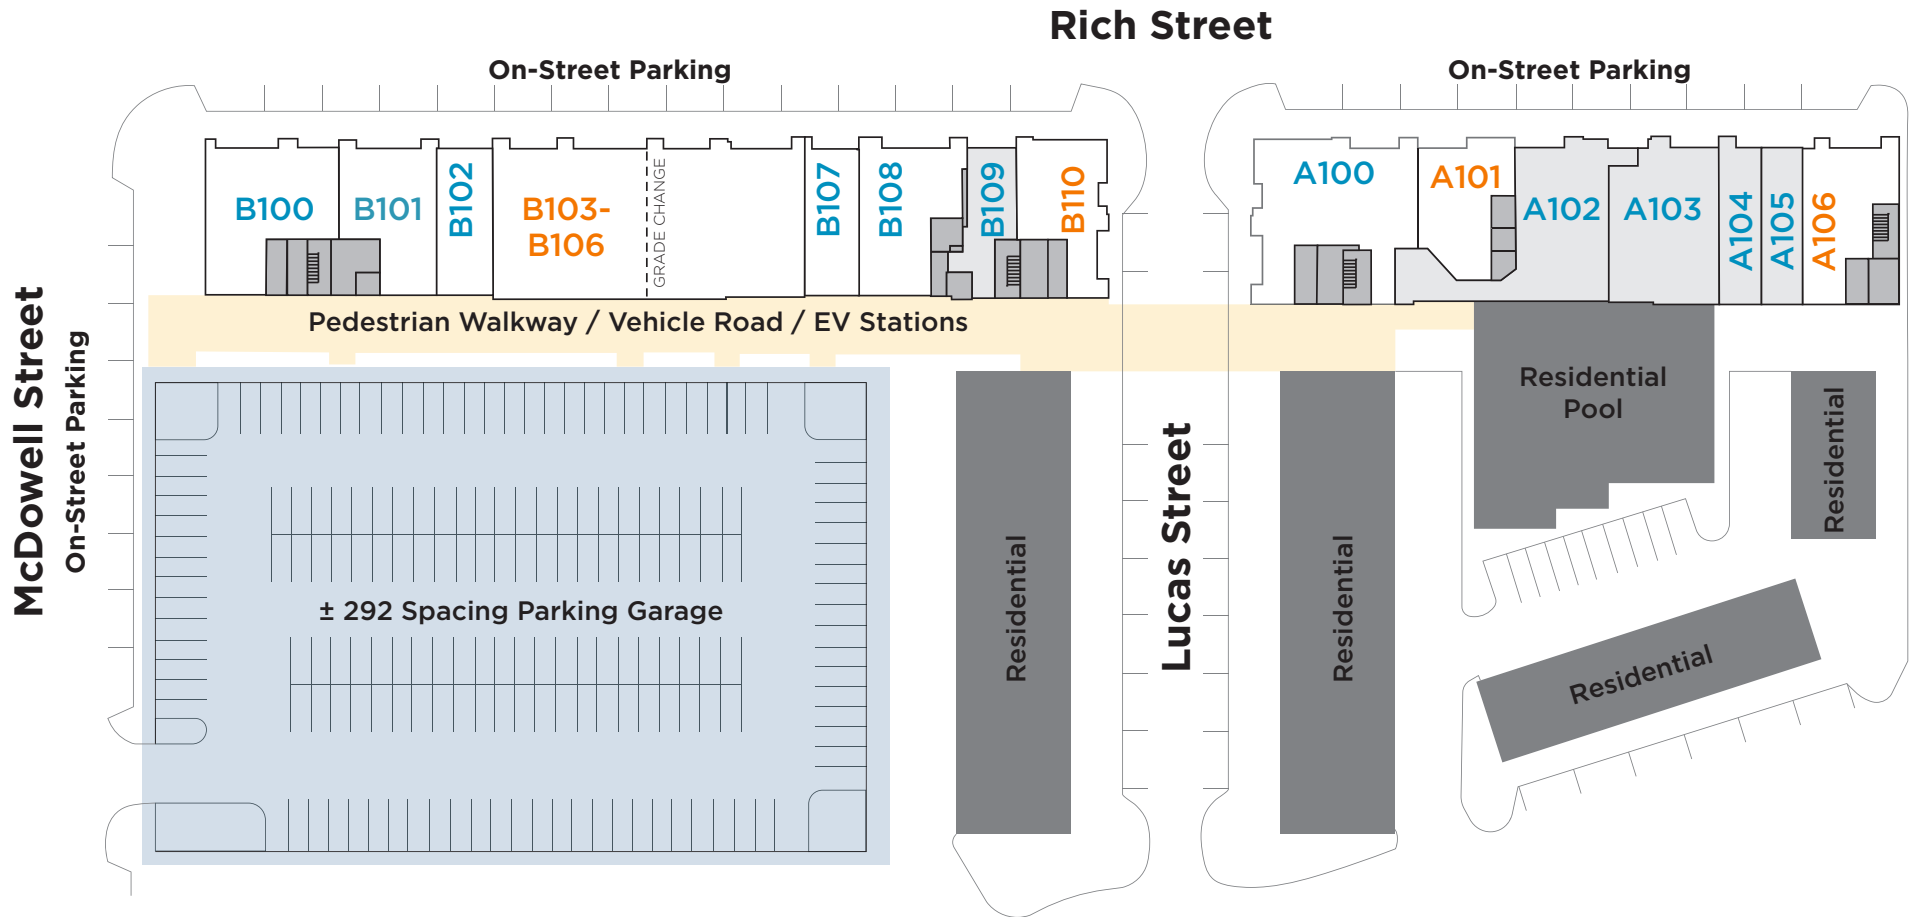 Rich Street
On-Street Parking
On-Street Parking
B100
B101
B102
B103-
B106
GRADE CHANGE
B107
B108
B109
B110
A100
A101
A102
A103
A104
A105
A106
Pedestrian Walkway / Vehicle Road / EV Stations
McDowell Street
On-Street Parking
± 292 Spacing Parking Garage
Residential
Lucas Street
Residential
Residential
Pool
Residential
Residential